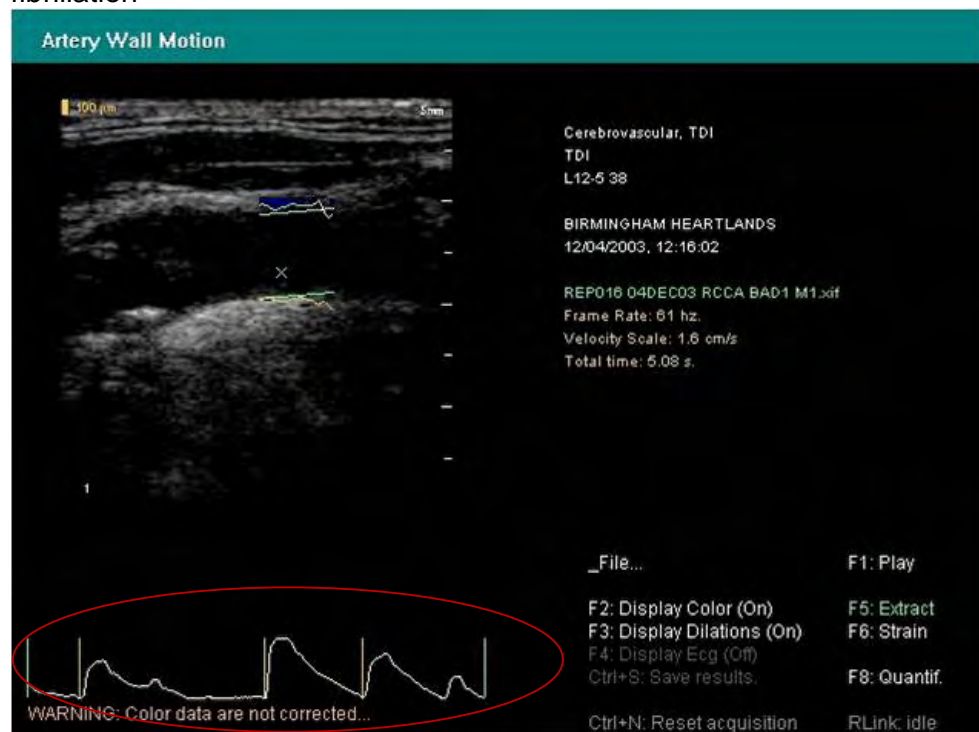 fibrillation
Artery Wall Motion
100 µm
5mm
Cerebrovascular, TDI
TDI
L12-5 38
BIRMINGHAM HEARTLANDS
12/04/2003, 12:16:02
REP016 04DEC03 RCCA BAD1 M1.xif
Frame Rate: 61 hz.
Velocity Scale: 1.6 cm/s
Total time: 5.08 s.
1
_File...
F1: Play
F2: Display Color (On)
F5: Extract
F3: Display Dilations (On)
F6: Strain
F4: Display Ecg (Off)
Ctrl+S: Save results.
F8: Quantif.
WARNING: Color data are not corrected...
Ctrl+N: Reset acquisition
RLink: idle